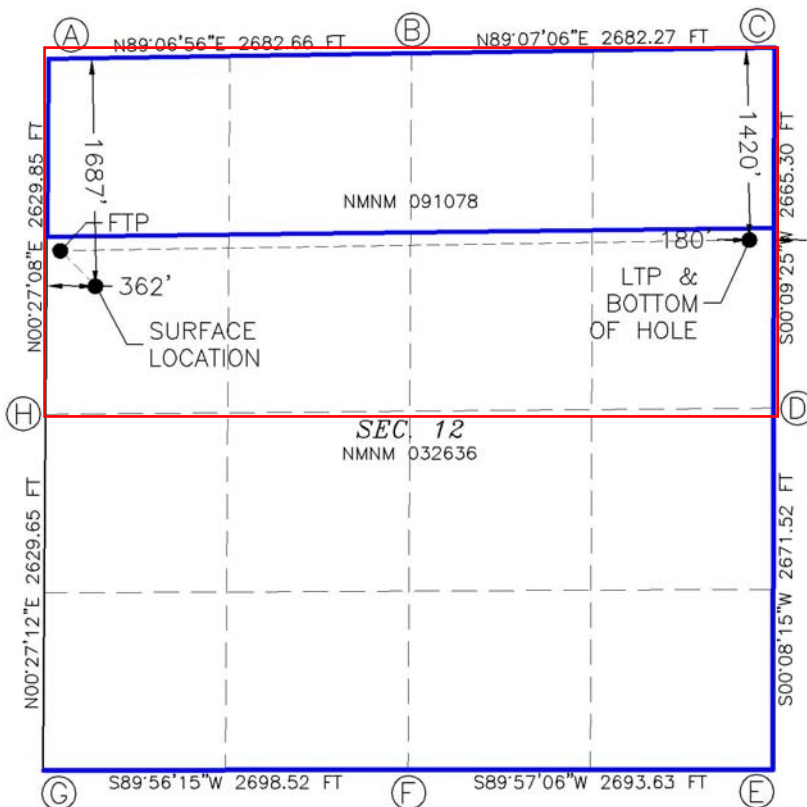 A
B
C
N89°06'56"E 2682.66 FT
N89°07'06"E 2682.27 FT
N00°27'08"E 2629.85 FT
1687'
1420'
S00°09'25"W 2665.30 FT
NMNM 091078
FTP
180'
362'
SURFACE
LOCATION
LTP &
BOTTOM
OF HOLE
H
D
SEC. 12
NMNM 032636
N00°27'12"E 2629.65 FT
S00°08'15"W 2671.52 FT
G
S89°56'15"W 2698.52 FT
F
S89°57'06"W 2693.63 FT
E